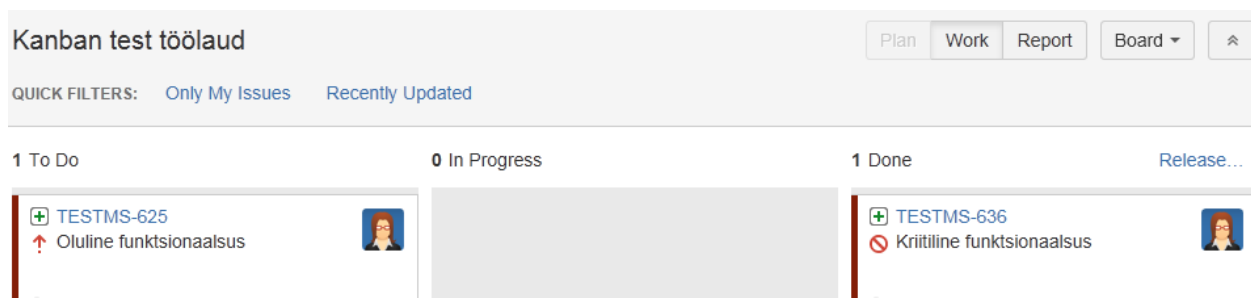 Kanban test töölaud
Plan Work Report Board
QUICK FILTERS: Only My Issues Recently Updated
1 To Do 0 In Progress 1 Done Release...
TESTMS-625 TESTMS-636
Oluline funktsionaalsus Kriitiline funktsionaalsus